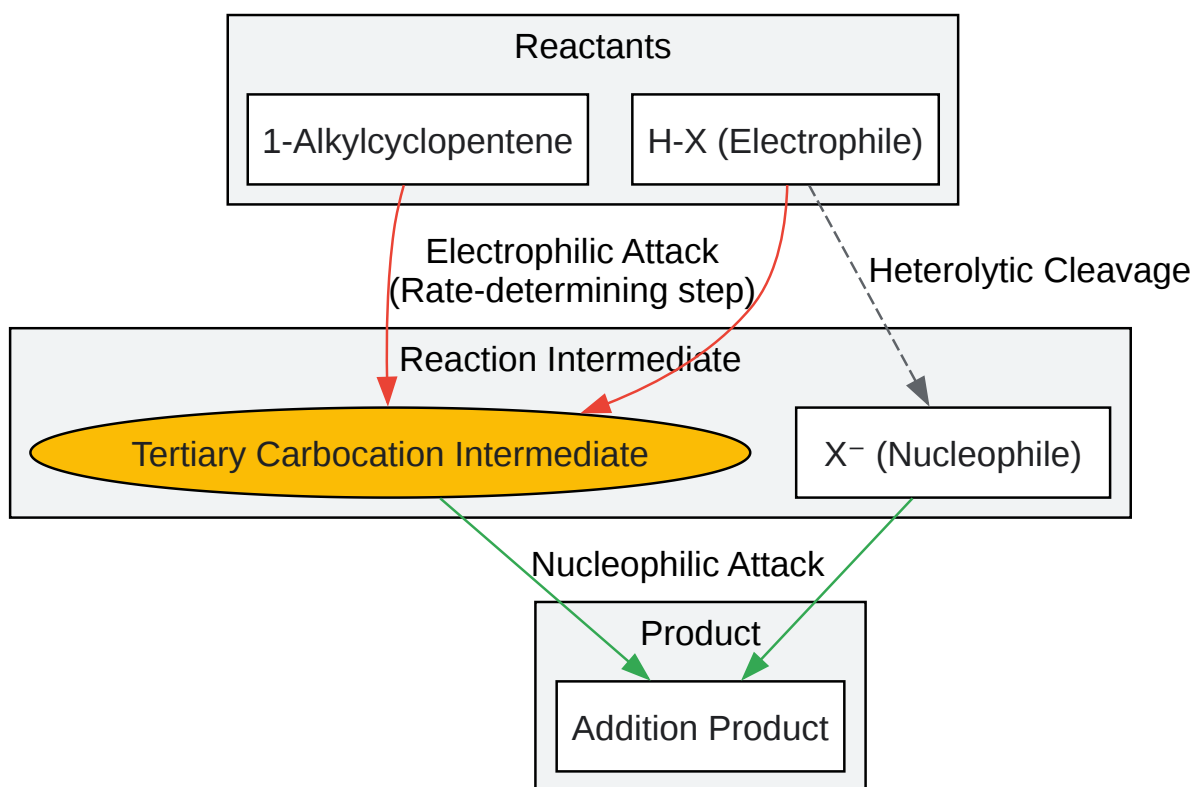 Reactants
1-Alkylcyclopentene
H-X (Electrophile)
Electrophilic Attack
(Rate-determining step)
Heterolytic Cleavage
Reaction Intermediate
Tertiary Carbocation Intermediate
X⁻ (Nucleophile)
Nucleophilic Attack
Product
Addition Product